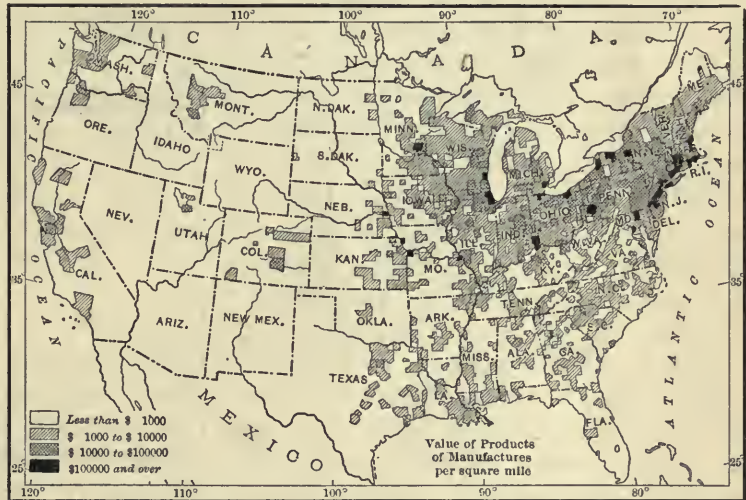 120° 110° 100° 90° 80° 70°
CANADA
PACIFIC OCEAN
ATLANTIC OCEAN
MEXICO
45°
35°
25°
45°
35°
25°
WASH.
ORE.
IDAHO
MONT.
N.DAK.
S.DAK.
WYO.
NEB.
NEV.
UTAH
COL.
KAN.
CAL.
ARIZ.
NEW MEX.
OKLA.
TEXAS
MINN.
WIS.
MICH.
IOWA
ILL.
IND.
OHIO
PENN.
ME.
R.I.
N.J.
DEL.
MD.
W.VA.
VA.
KY.
MO.
TENN.
N.C.
S.C.
ARK.
MISS.
ALA.
GA.
LA.
FLA.
Less than $ 1000
$ 1000 to $ 10000
$ 10000 to $100000
$100000 and over
Value of Products
of Manufactures
per square mile
120° 110° 100° 90° 80°